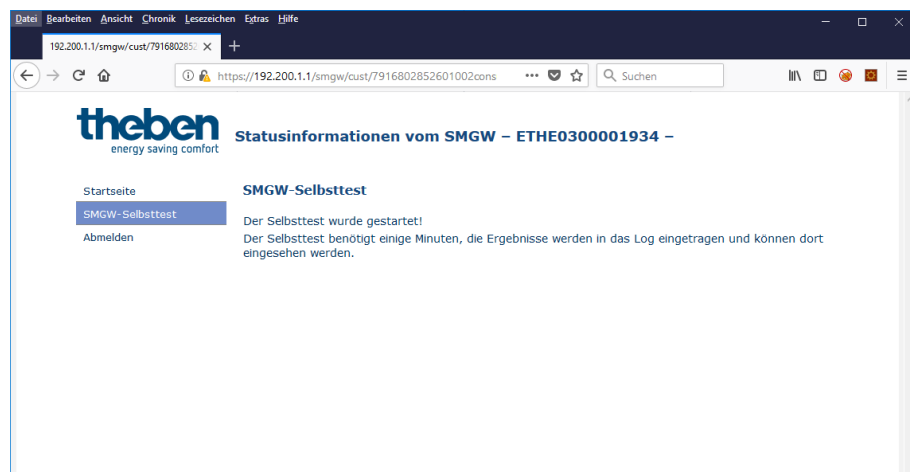 Datei Bearbeiten Ansicht Chronik Lesezeichen Extras Hilfe
192.200.1.1/smgw/cust/791680285
https://192.200.1.1/smgw/cust/7916802852601002cons
Suchen
theben
energy saving comfort
Statusinformationen vom SMGW – ETHE0300001934 –
Startseite
SMGW-Selbsttest
Abmelden
SMGW-Selbsttest
Der Selbsttest wurde gestartet!
Der Selbsttest benötigt einige Minuten, die Ergebnisse werden in das Log eingetragen und können dort
eingesehen werden.